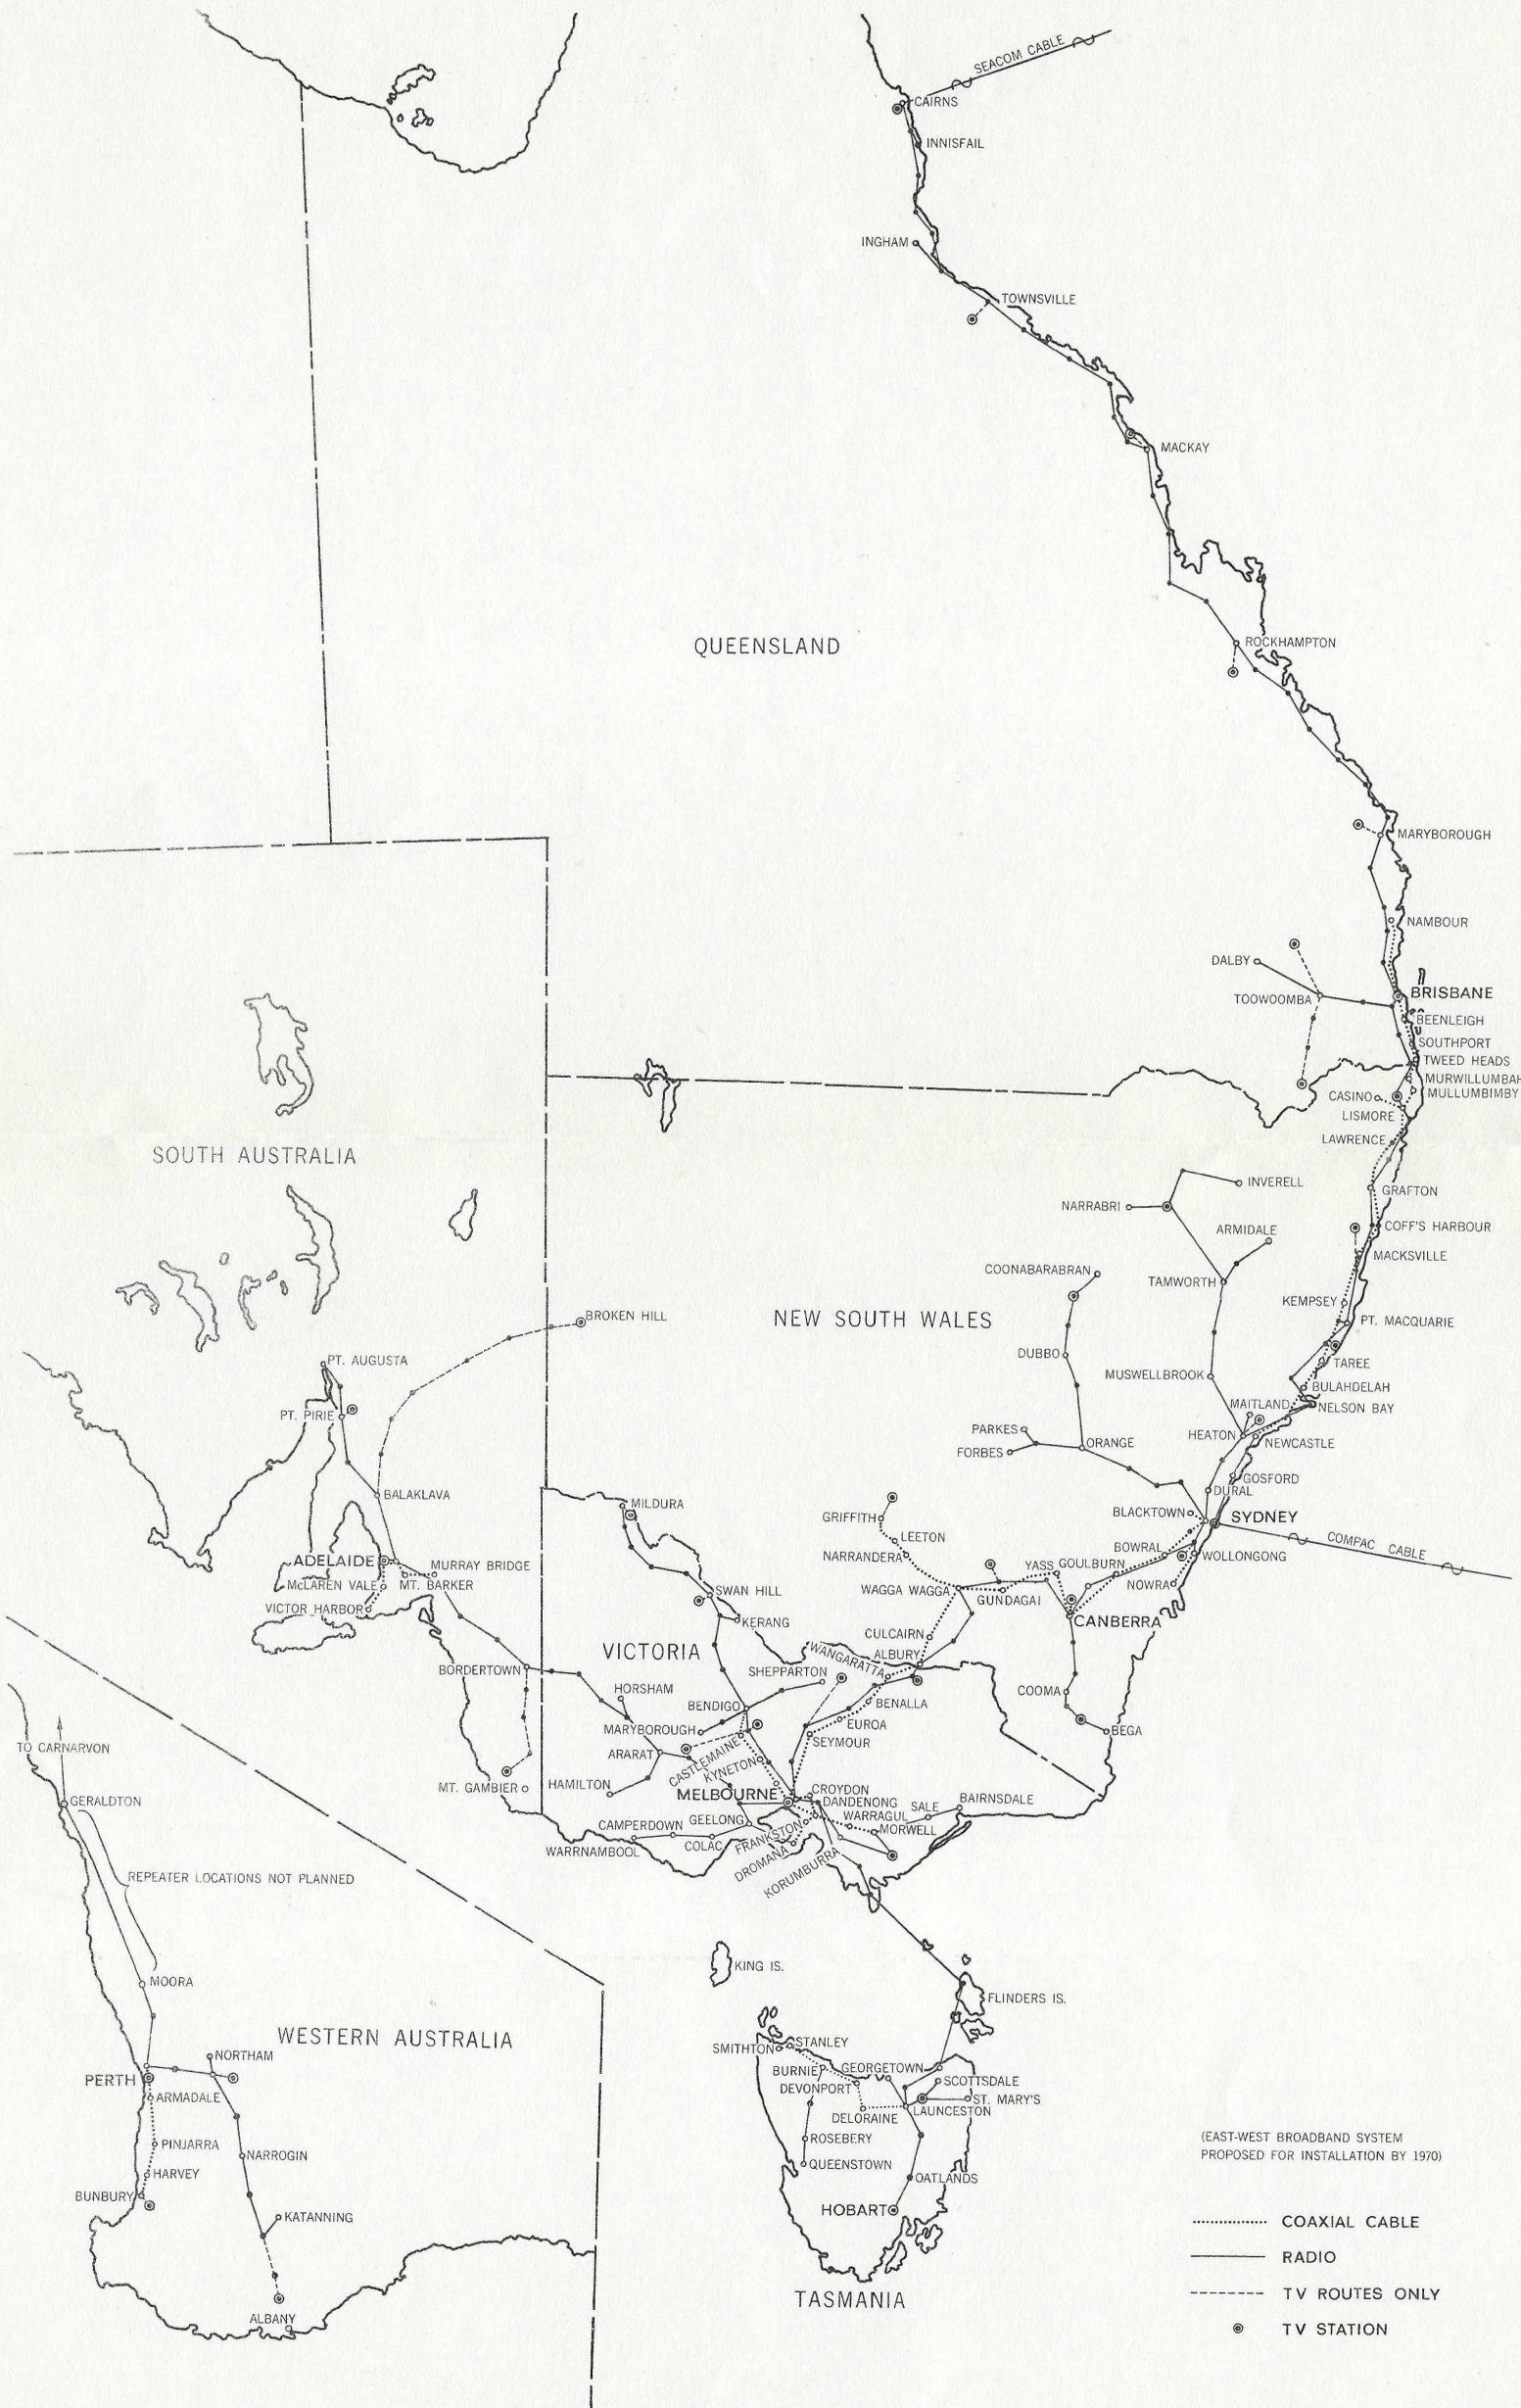 SEACOM CABLE
CAIRNS
INNISFAIL
INGHAM
TOWNSVILLE
MACKAY
QUEENSLAND
ROCKHAMPTON
MARYBOROUGH
NAMBOUR
DALBY
TOOWOOMBA
BRISBANE
BEENLEIGH
SOUTHPORT
TWEED HEADS
MURWILLUMBAH
MULLUMBIMBY
CASINO
LISMORE
LAWRENCE
SOUTH AUSTRALIA
INVERELL
GRAFTON
NARRABRI
ARMIDALE
COFF'S HARBOUR
MACKSVILLE
COONABARABRAN
TAMWORTH
KEMPSEY
BROKEN HILL
NEW SOUTH WALES
PT. MACQUARIE
DUBBO
PT. AUGUSTA
TAREE
MUSWELLBROOK
BULAHDELAH
MAITLAND
NELSON BAY
PT. PIRIE
PARKES
HEATON
NEWCASTLE
FORBES
ORANGE
GOSFORD
DURAL
BALAKLAVA
MILDURA
BLACKTOWN
SYDNEY
GRIFFITH
LEETON
COMPAC CABLE
BOWRAL
NARRANDERA
WOLLONGONG
ADELAIDE
MURRAY BRIDGE
YASS
GOULBURN
McLAREN VALE
MT. BARKER
SWAN HILL
WAGGA WAGGA
NOWRA
GUNDAGAI
VICTOR HARBOR
KERANG
CANBERRA
CULCAIRN
VICTORIA
WANGARATTA
ALBURY
BORDERTOWN
SHEPPARTON
HORSHAM
COOMA
BENDIGO
BENALLA
MARYBOROUGH
EUROA
BEGA
SEYMOUR
TO CARNARVON
ARARAT
CASTLEMAINE
KYNETON
MT. GAMBIER
HAMILTON
MELBOURNE
CROYDON
GERALDTON
DANDENONG
SALE
BAIRNSDALE
WARRAGUL
CAMPERDOWN
GEELONG
MORWELL
WARRNAMBOOL
COLAC
FRANKSTON
DROMANA
KORUMBURRA
REPEATER LOCATIONS NOT PLANNED
KING IS.
MOORA
FLINDERS IS.
WESTERN AUSTRALIA
SMITHTON
STANLEY
NORTHAM
BURNIE
GEORGETOWN
PERTH
DEVONPORT
SCOTTSDALE
ARMADALE
ST. MARY'S
DELORAINE
LAUNCESTON
ROSEBERY
PINJARRA
NARROGIN
QUEENSTOWN
HARVEY
OATLANDS
BUNBURY
HOBART
KATANNING
ALBANY
TASMANIA
(EAST-WEST BROADBAND SYSTEM
PROPOSED FOR INSTALLATION BY 1970)
COAXIAL CABLE
RADIO
TV ROUTES ONLY
TV STATION